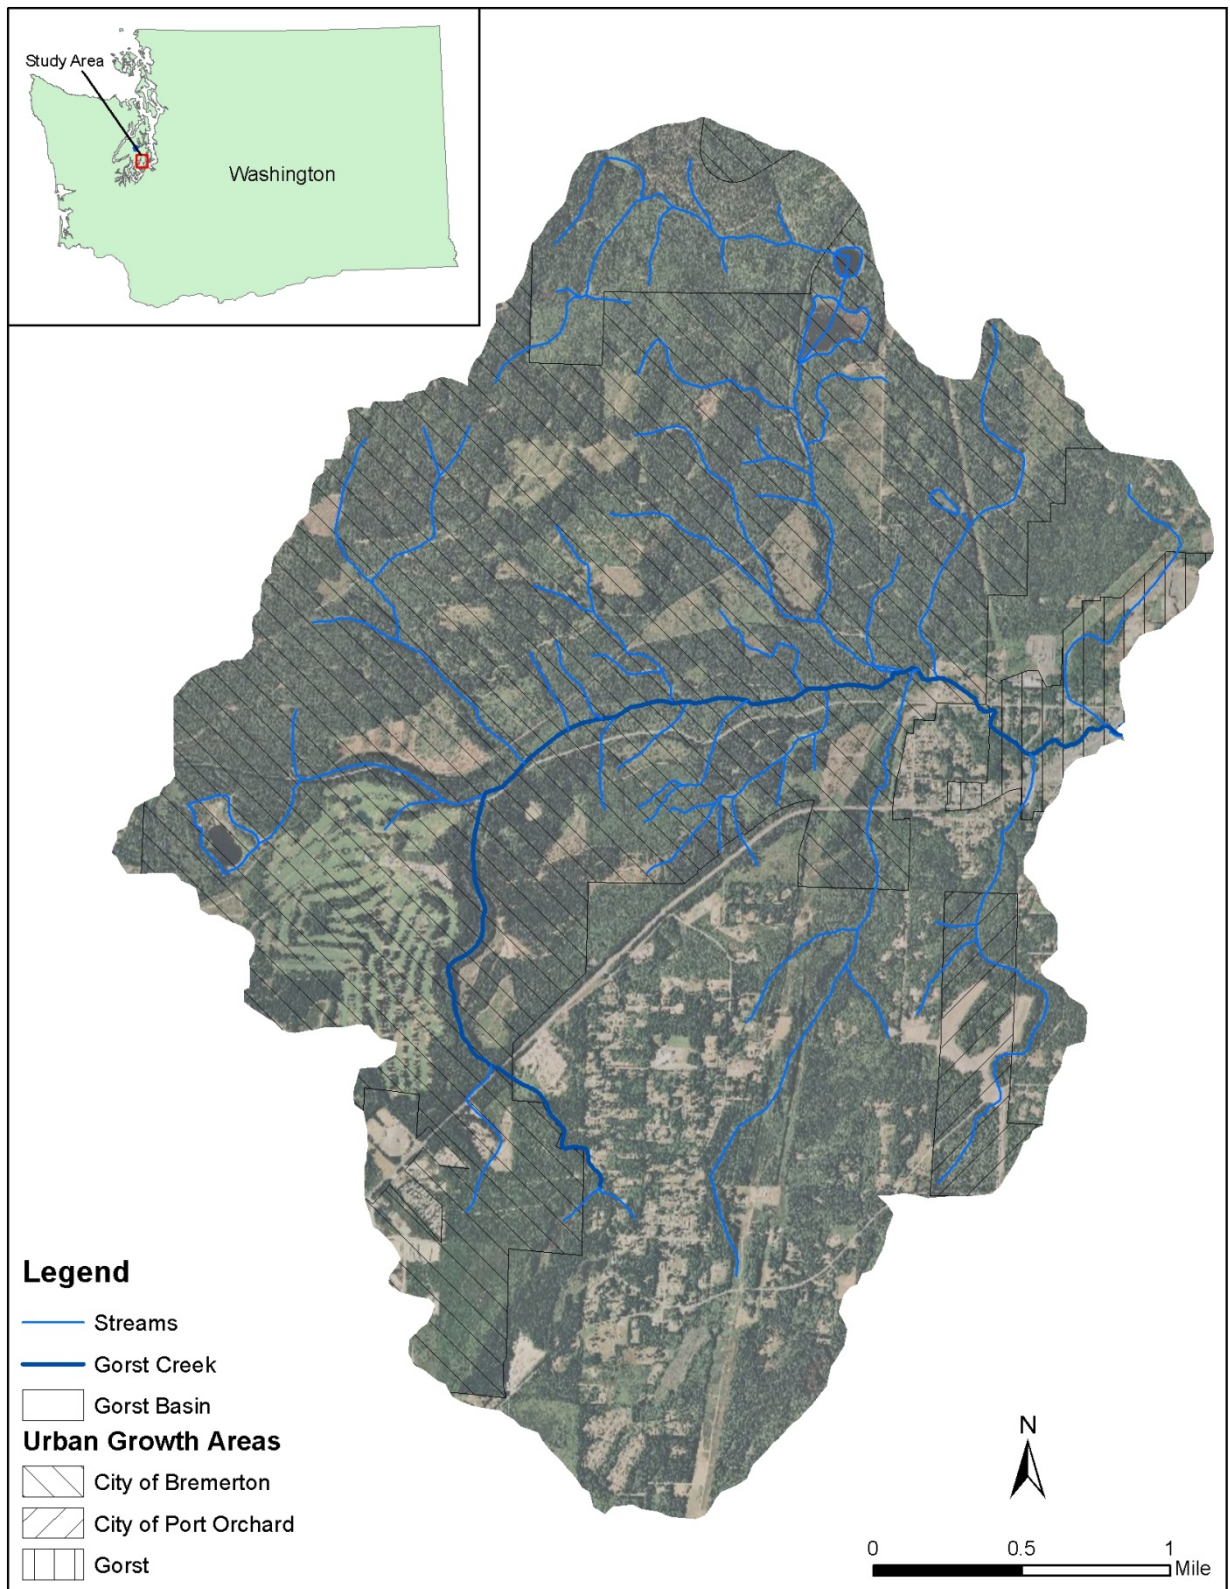 Study Area
Washington
Legend
Streams
Gorst Creek
Gorst Basin
Urban Growth Areas
City of Bremerton
City of Port Orchard
Gorst
N
0 0.5 1
Mile